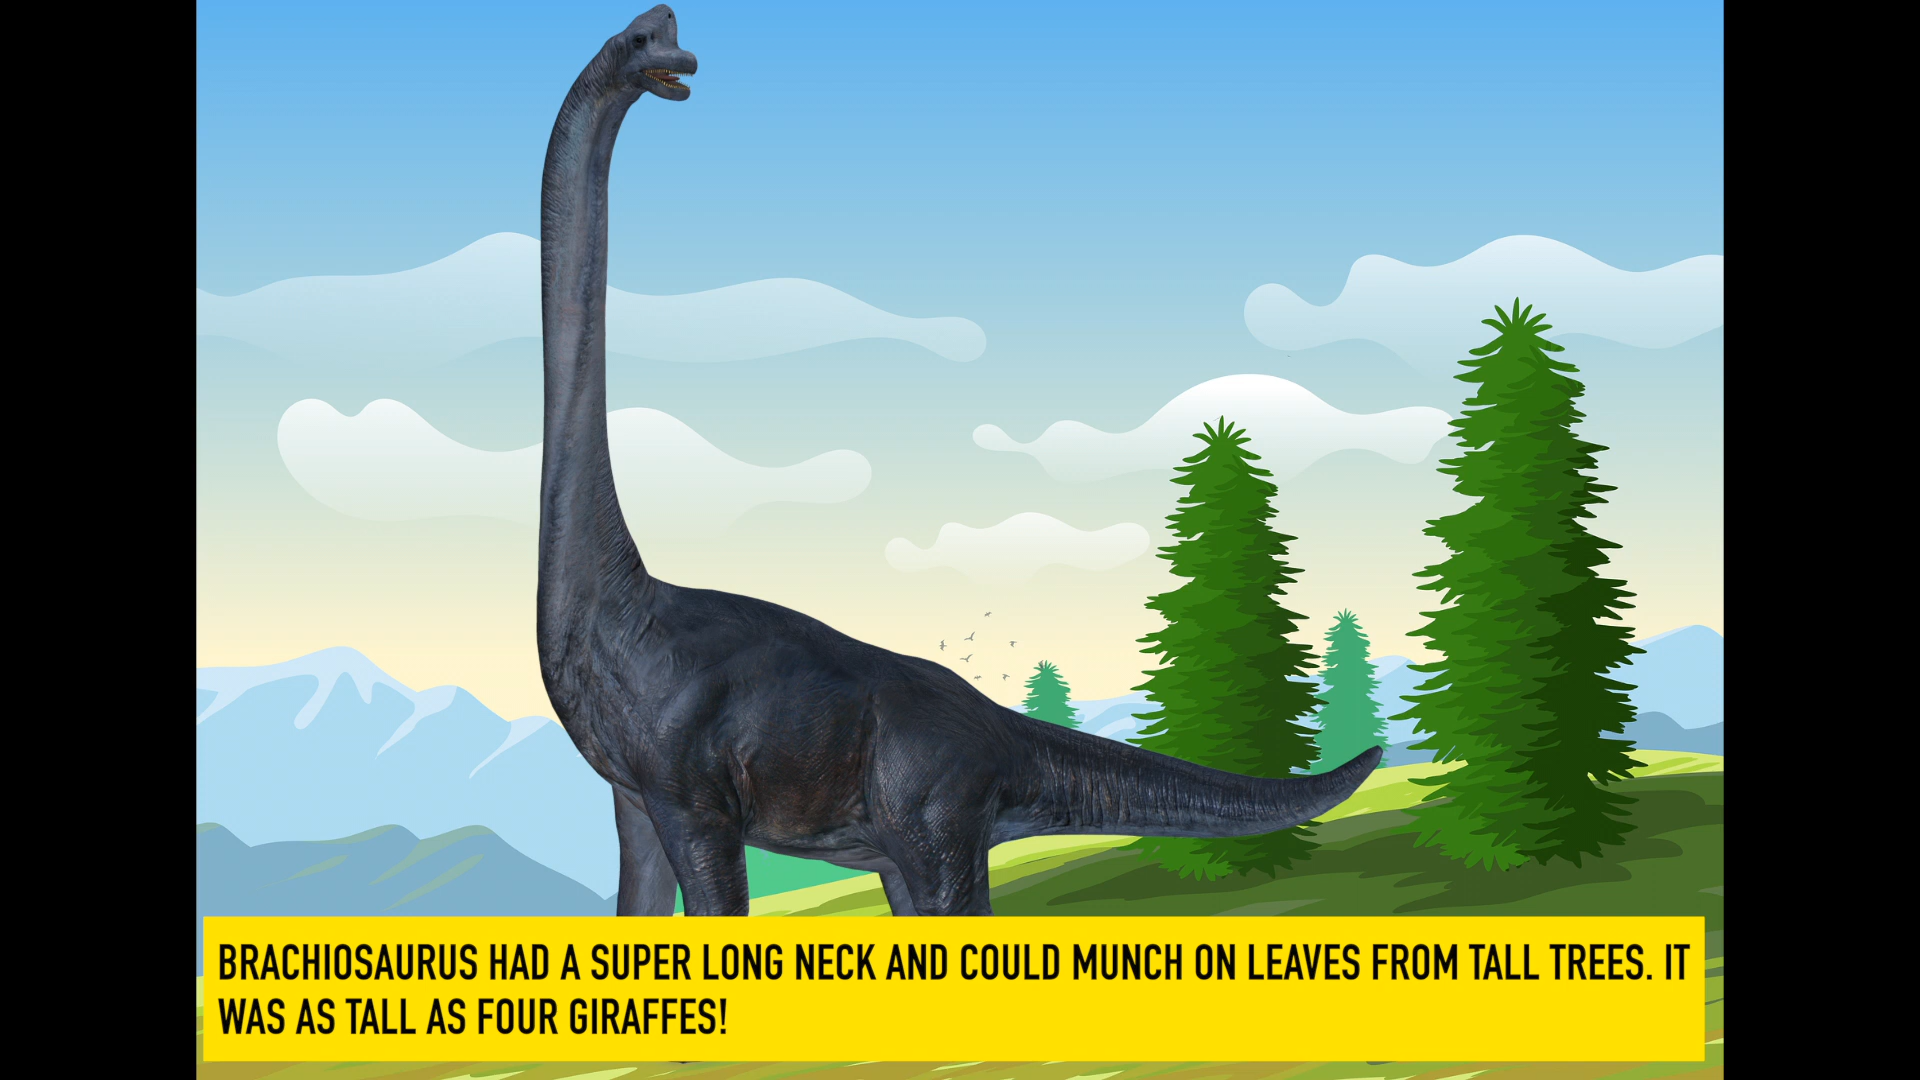 BRACHIOSAURUS HAD A SUPER LONG NECK AND COULD MUNCH ON LEAVES FROM TALL TREES. IT
WAS AS TALL AS FOUR GIRAFFES!